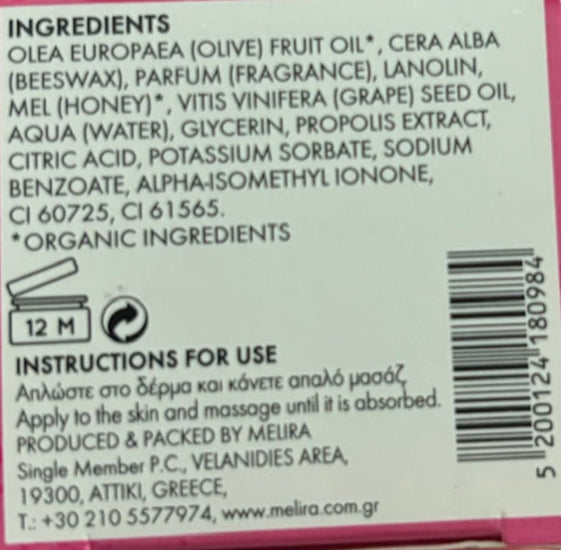 INGREDIENTS
OLEA EUROPAEA (OLIVE) FRUIT OIL*, CERA ALBA
(BEESWAX), PARFUM (FRAGRANCE), LANOLIN,
MEL (HONEY)*, VITIS VINIFERA (GRAPE) SEED OIL,
AQUA (WATER), GLYCERIN, PROPOLIS EXTRACT,
CITRIC ACID, POTASSIUM SORBATE, SODIUM
BENZOATE, ALPHA-ISOMETHYL IONONE,
CI 60725, CI 61565.
*ORGANIC INGREDIENTS
12 M
INSTRUCTIONS FOR USE
Απλώστε στο δέρμα και κάνετε απαλό μασάζ
Apply to the skin and massage until it is absorbed.
PRODUCED & PACKED BY MELIRA
Single Member P.C., VELANIDIES AREA,
19300, ATTIKI, GREECE,
T.: +30 210 5577974, www.melira.com.gr
5 200124 180984